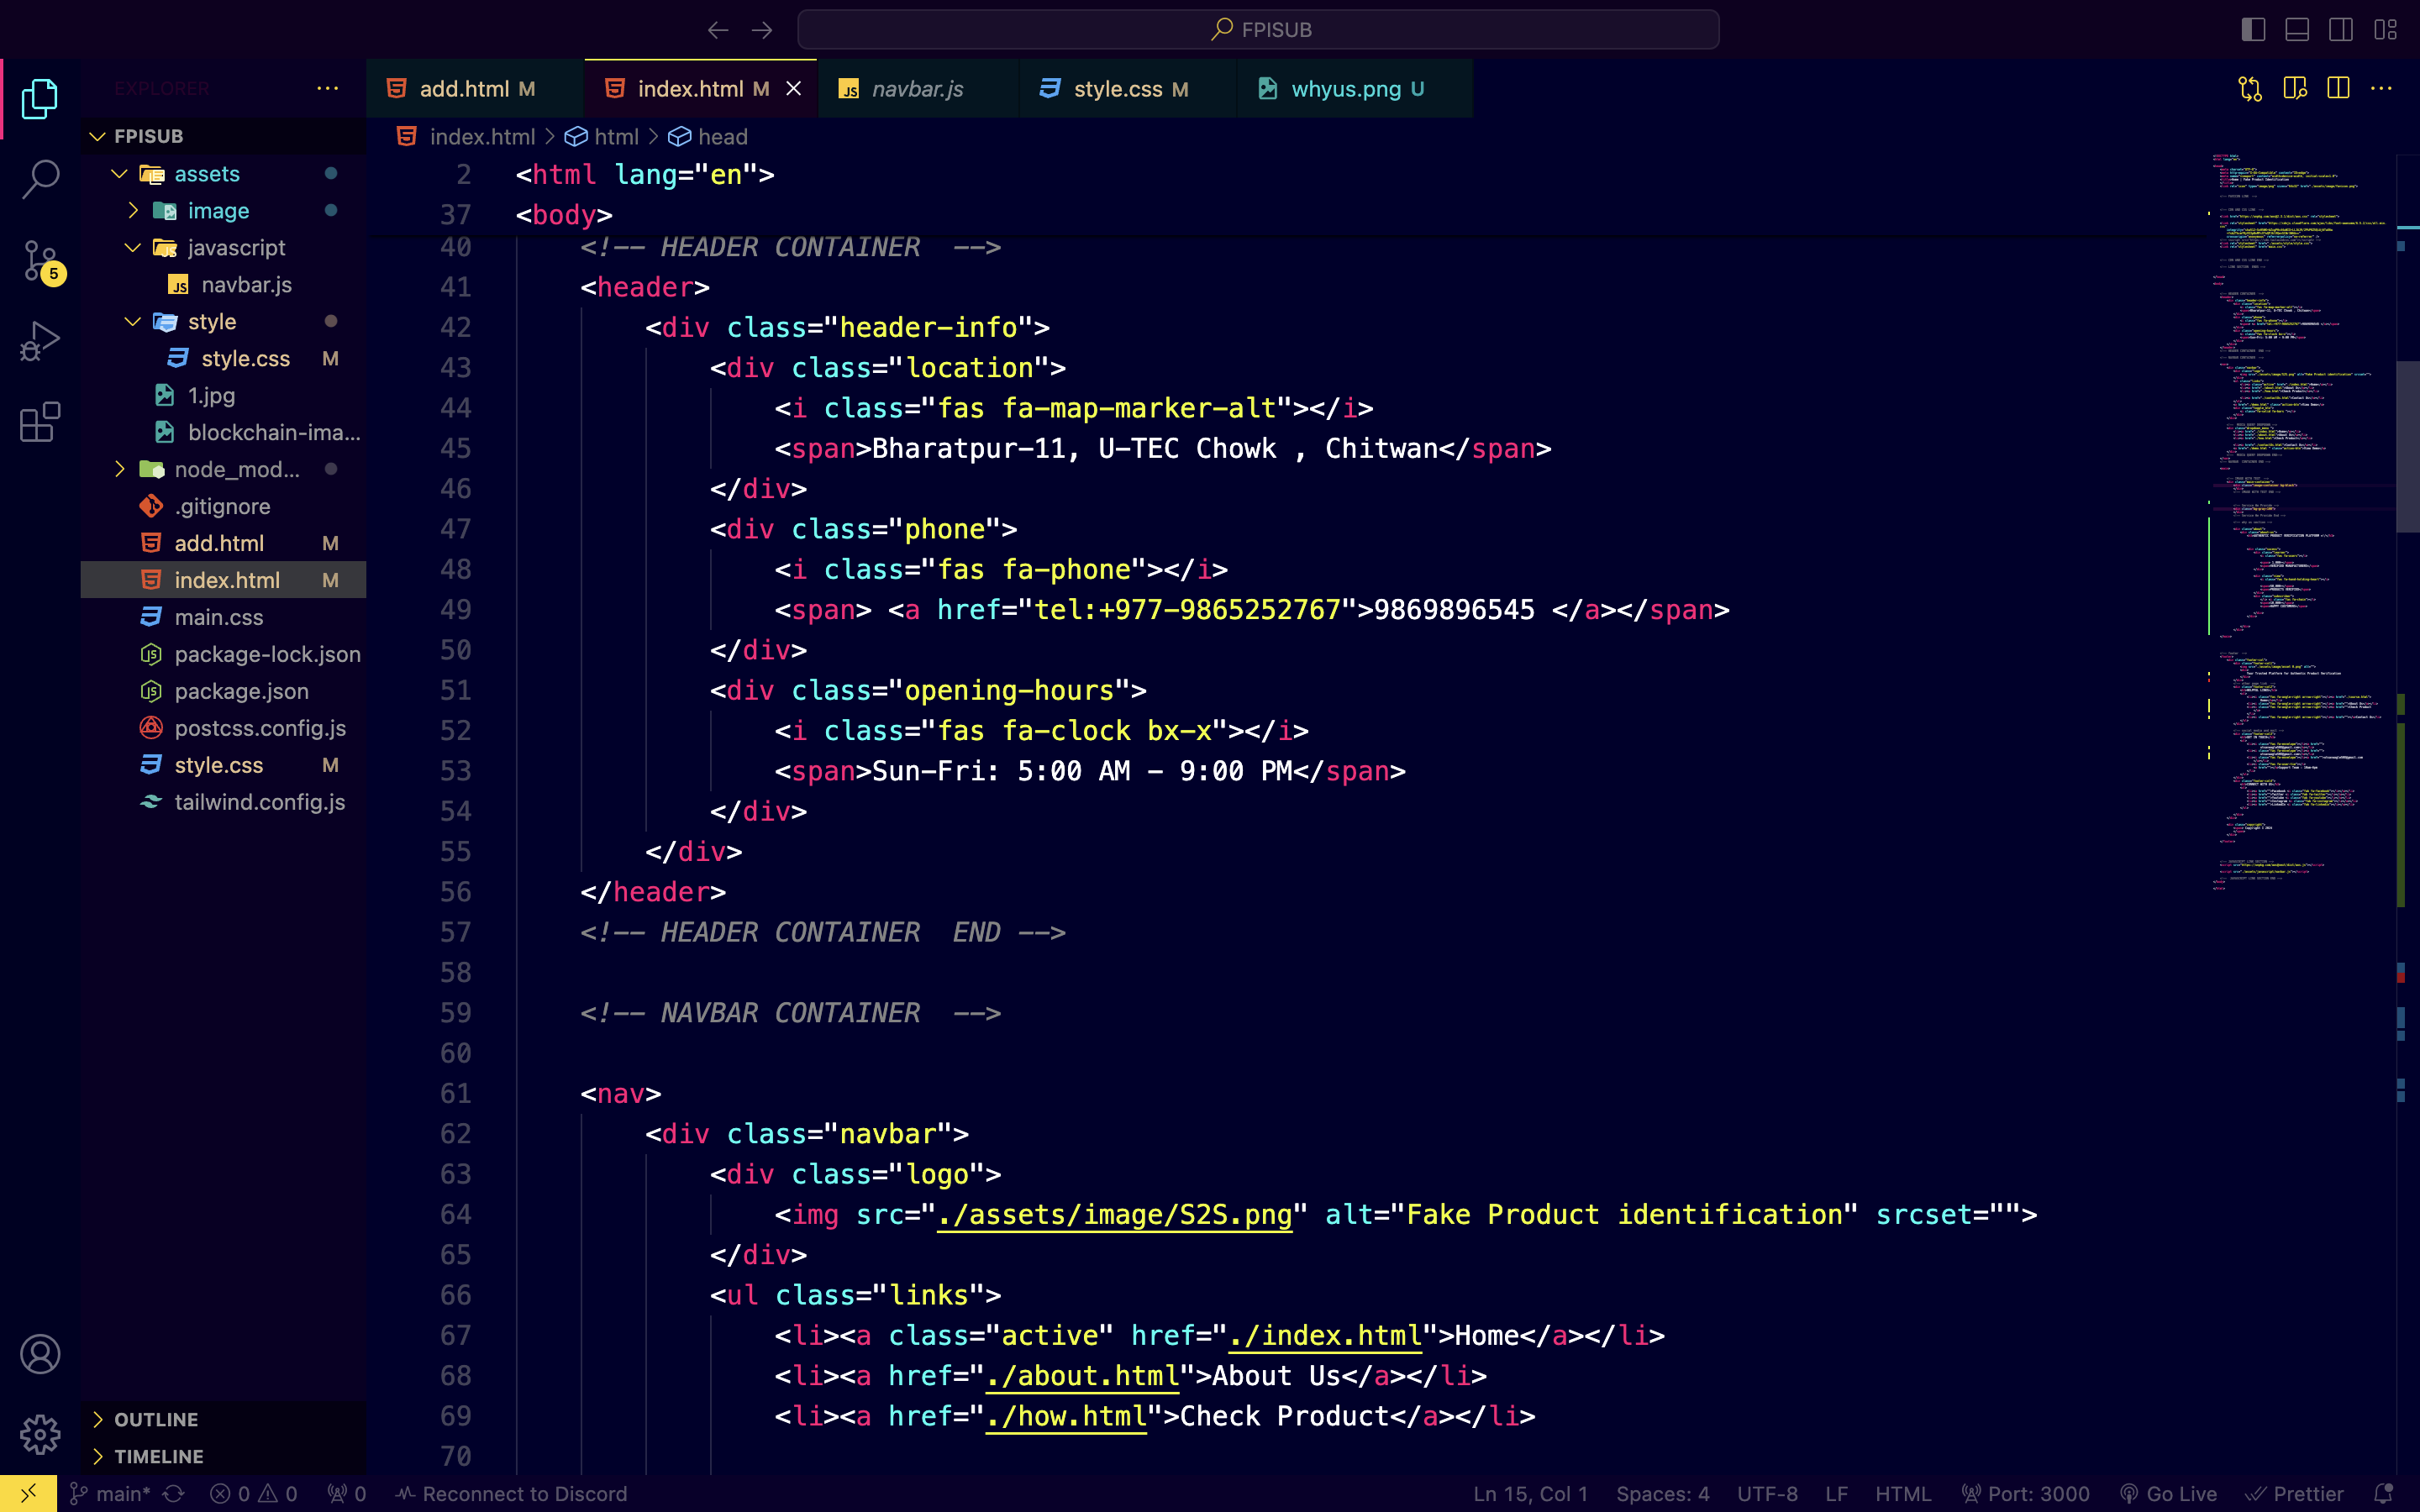 FPISUB
EXPLORER
add.html M
index.html M
navbar.js
style.css M
whyus.png U
FPISUB
index.html > html > head
assets
image
javascript
navbar.js
style
style.css M
1.jpg
blockchain-ima...
node_mod...
.gitignore
add.html M
index.html M
main.css
package-lock.json
package.json
postcss.config.js
style.css M
tailwind.config.js
OUTLINE
TIMELINE
5
2 <html lang="en">
37 <body>
40 <!-- HEADER CONTAINER  -->
41 <header>
42 <div class="header-info">
43 <div class="location">
44 <i class="fas fa-map-marker-alt"></i>
45 <span>Bharatpur-11, U-TEC Chowk , Chitwan</span>
46 </div>
47 <div class="phone">
48 <i class="fas fa-phone"></i>
49 <span> <a href="tel:+977-9865252767">9869896545 </a></span>
50 </div>
51 <div class="opening-hours">
52 <i class="fas fa-clock bx-x"></i>
53 <span>Sun-Fri: 5:00 AM - 9:00 PM</span>
54 </div>
55 </div>
56 </header>
57 <!-- HEADER CONTAINER  END -->
58
59 <!-- NAVBAR CONTAINER  -->
60
61 <nav>
62 <div class="navbar">
63 <div class="logo">
64 <img src="./assets/image/S2S.png" alt="Fake Product identification" srcset="">
65 </div>
66 <ul class="links">
67 <li><a class="active" href="./index.html">Home</a></li>
68 <li><a href="./about.html">About Us</a></li>
69 <li><a href="./how.html">Check Product</a></li>
70
main* 0 0 0 Reconnect to Discord Ln 15, Col 1 Spaces: 4 UTF-8 LF HTML Port: 3000 Go Live Prettier